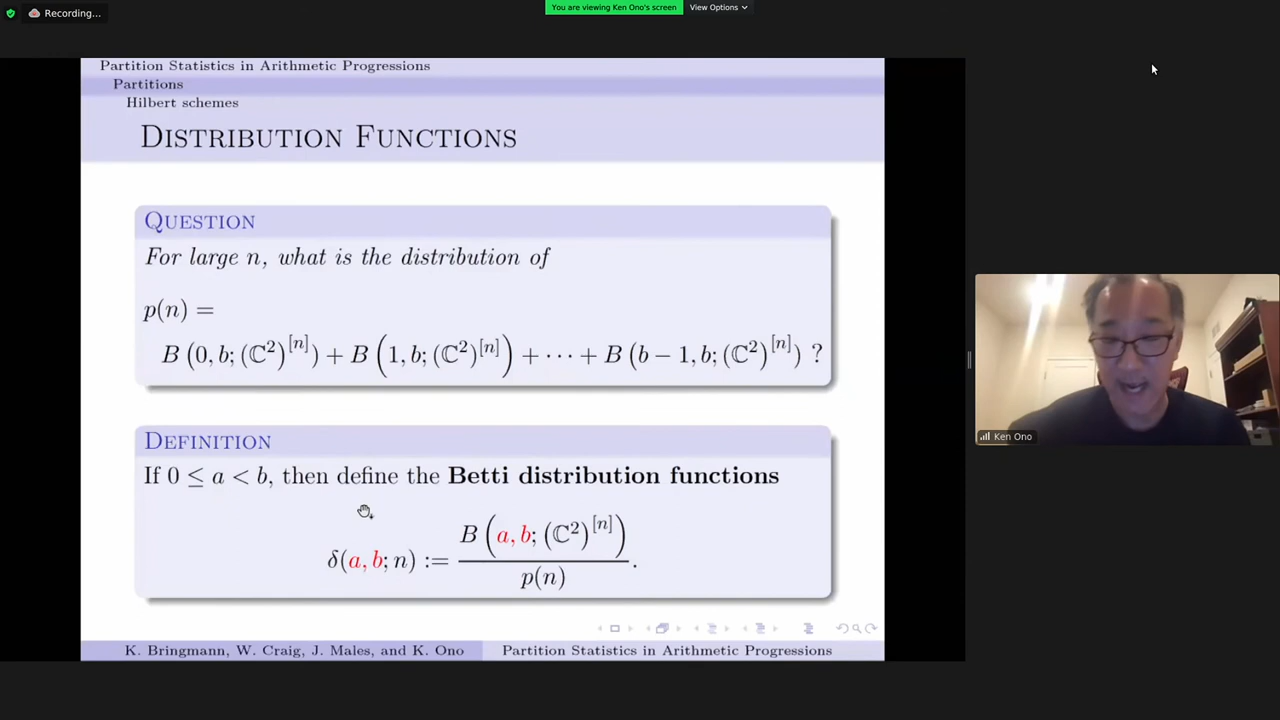 Recording...
You are viewing Ken Ono's screen
View Options
Partition Statistics in Arithmetic Progressions
Partitions
Hilbert schemes
DISTRIBUTION FUNCTIONS
QUESTION
For large n, what is the distribution of
p(n) =
B (0, b; (ℂ²)^[n]) + B (1, b; (ℂ²)^[n]) + ⋯ + B (b − 1, b; (ℂ²)^[n]) ?
DEFINITION
If 0 ≤ a < b, then define the Betti distribution functions
δ(a, b; n) := B (a, b; (ℂ²)^[n]) / p(n).
Ken Ono
K. Bringmann, W. Craig, J. Males, and K. Ono
Partition Statistics in Arithmetic Progressions